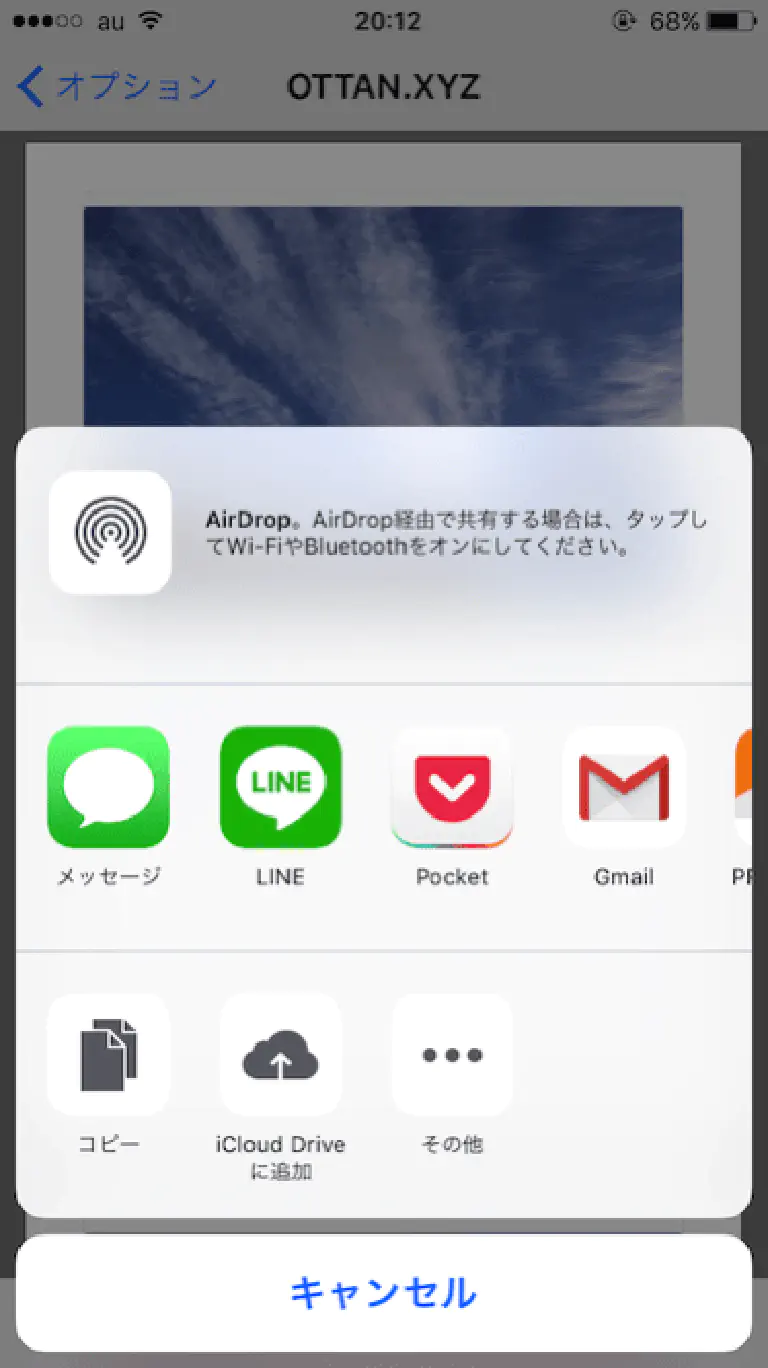 au 20:12 68%
オプション OTTAN.XYZ
AirDrop。AirDrop経由で共有する場合は、タップし
てWi-FiやBluetoothをオンにしてください。
LINE
メッセージ LINE Pocket Gmail
コピー iCloud Drive その他
に追加
キャンセル